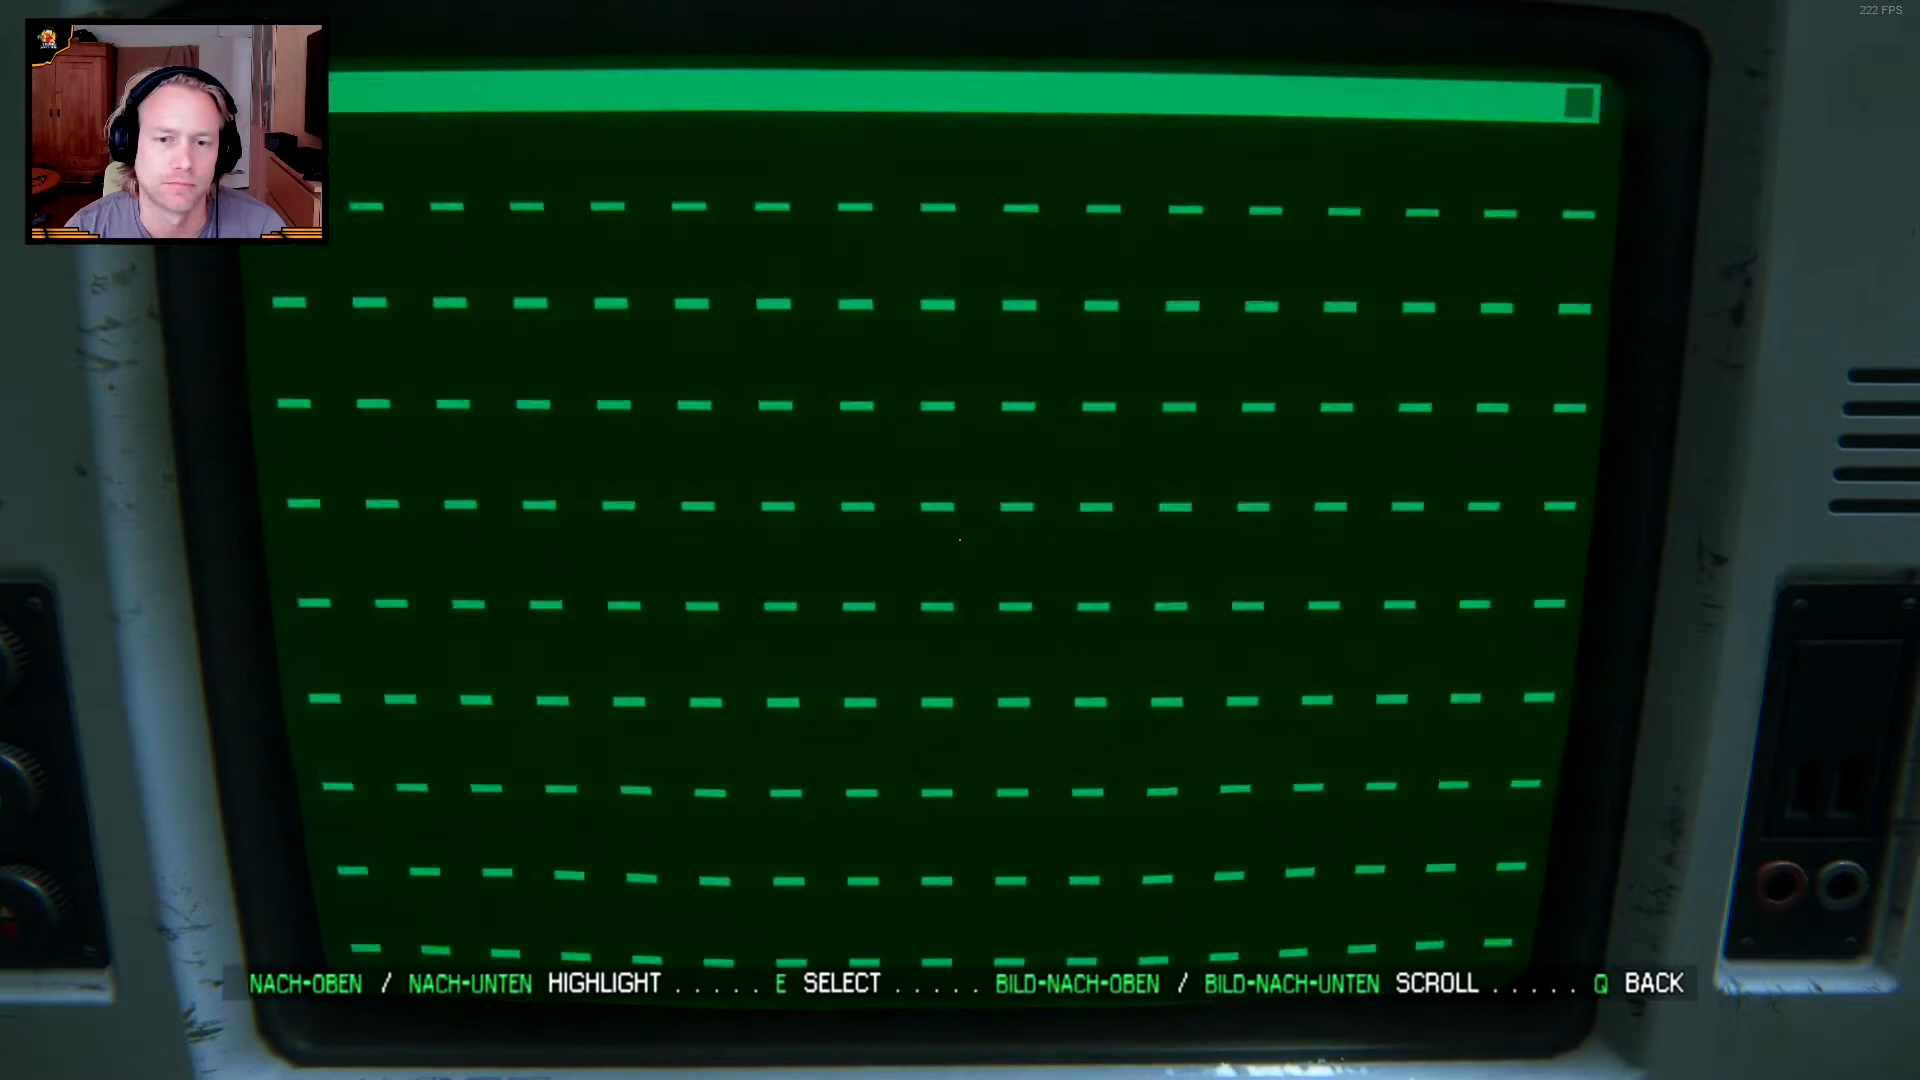 222 FPS
NACH-OBEN / NACH-UNTEN HIGHLIGHT ..... E SELECT ..... BILD-NACH-OBEN / BILD-NACH-UNTEN SCROLL ..... Q BACK